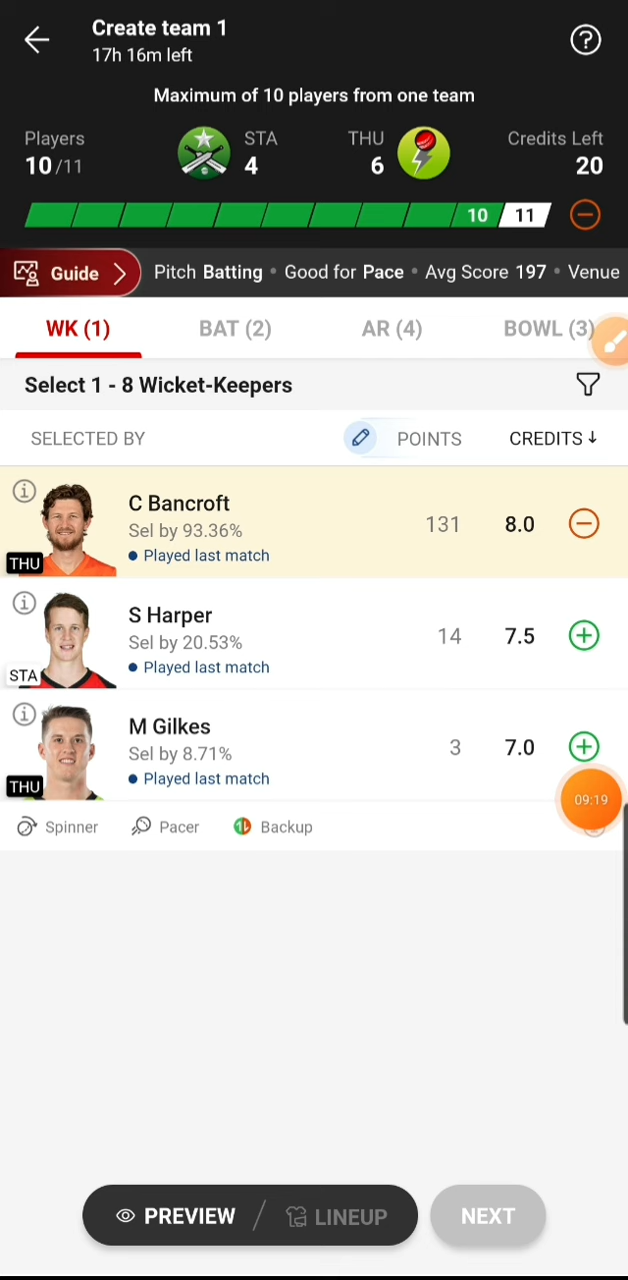 Create team 1
17h 16m left
Maximum of 10 players from one team
Players STA THU Credits Left
10/11 4 6 20
10 11
Guide Pitch Batting • Good for Pace • Avg Score 197 • Venue
WK (1) BAT (2) AR (4) BOWL (3)
Select 1 - 8 Wicket-Keepers
SELECTED BY POINTS CREDITS ↓
C Bancroft
Sel by 93.36% 131 8.0
Played last match
THU
S Harper
Sel by 20.53% 14 7.5
Played last match
STA
M Gilkes
Sel by 8.71% 3 7.0
Played last match
THU
09:19
Spinner Pacer Backup
PREVIEW / LINEUP NEXT